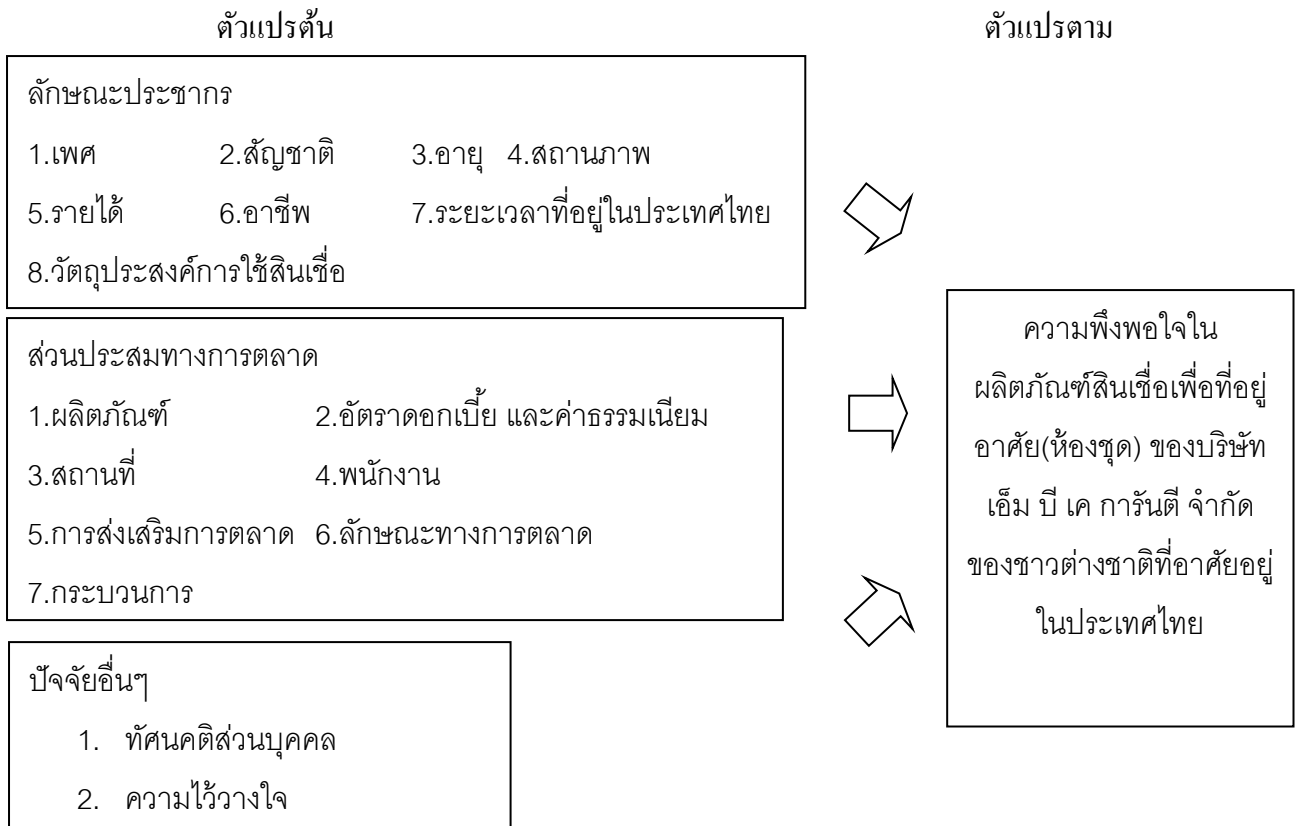 ตัวแปรต้น ตัวแปรตาม
ลักษณะประชากร
1.เพศ 2.สัญชาติ 3.อายุ 4.สถานภาพ
5.รายได้ 6.อาชีพ 7.ระยะเวลาที่อยู่ในประเทศไทย
8.วัตถุประสงค์การใช้สินเชื่อ
ส่วนประสมทางการตลาด
1.ผลิตภัณฑ์ 2.อัตราดอกเบี้ย และค่าธรรมเนียม
3.สถานที่ 4.พนักงาน
5.การส่งเสริมการตลาด 6.ลักษณะทางการตลาด
7.กระบวนการ
ปัจจัยอื่นๆ
1. ทัศนคติส่วนบุคคล
2. ความไว้วางใจ
ความพึงพอใจใน
ผลิตภัณฑ์สินเชื่อเพื่อที่อยู่
อาศัย(ห้องชุด) ของบริษัท
เอ็ม บี เค การันตี จำกัด
ของชาวต่างชาติที่อาศัยอยู่
ในประเทศไทย